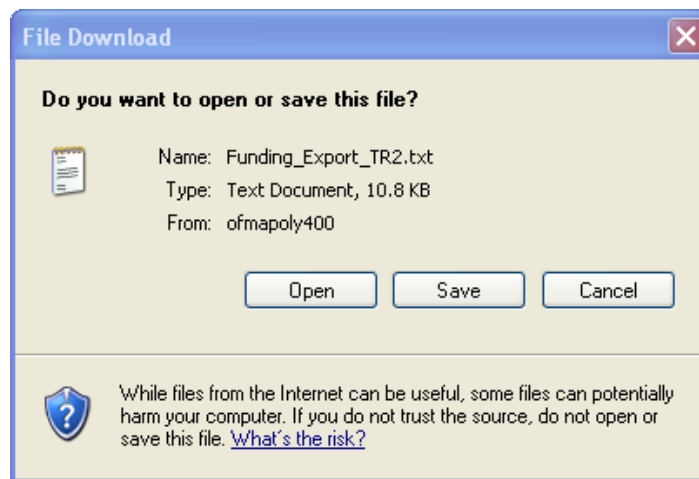 File Download
Do you want to open or save this file?
Name: Funding_Export_TR2.txt
Type: Text Document, 10.8 KB
From: ofmapoly400
Open Save Cancel
While files from the Internet can be useful, some files can potentially
harm your computer. If you do not trust the source, do not open or
save this file. What's the risk?